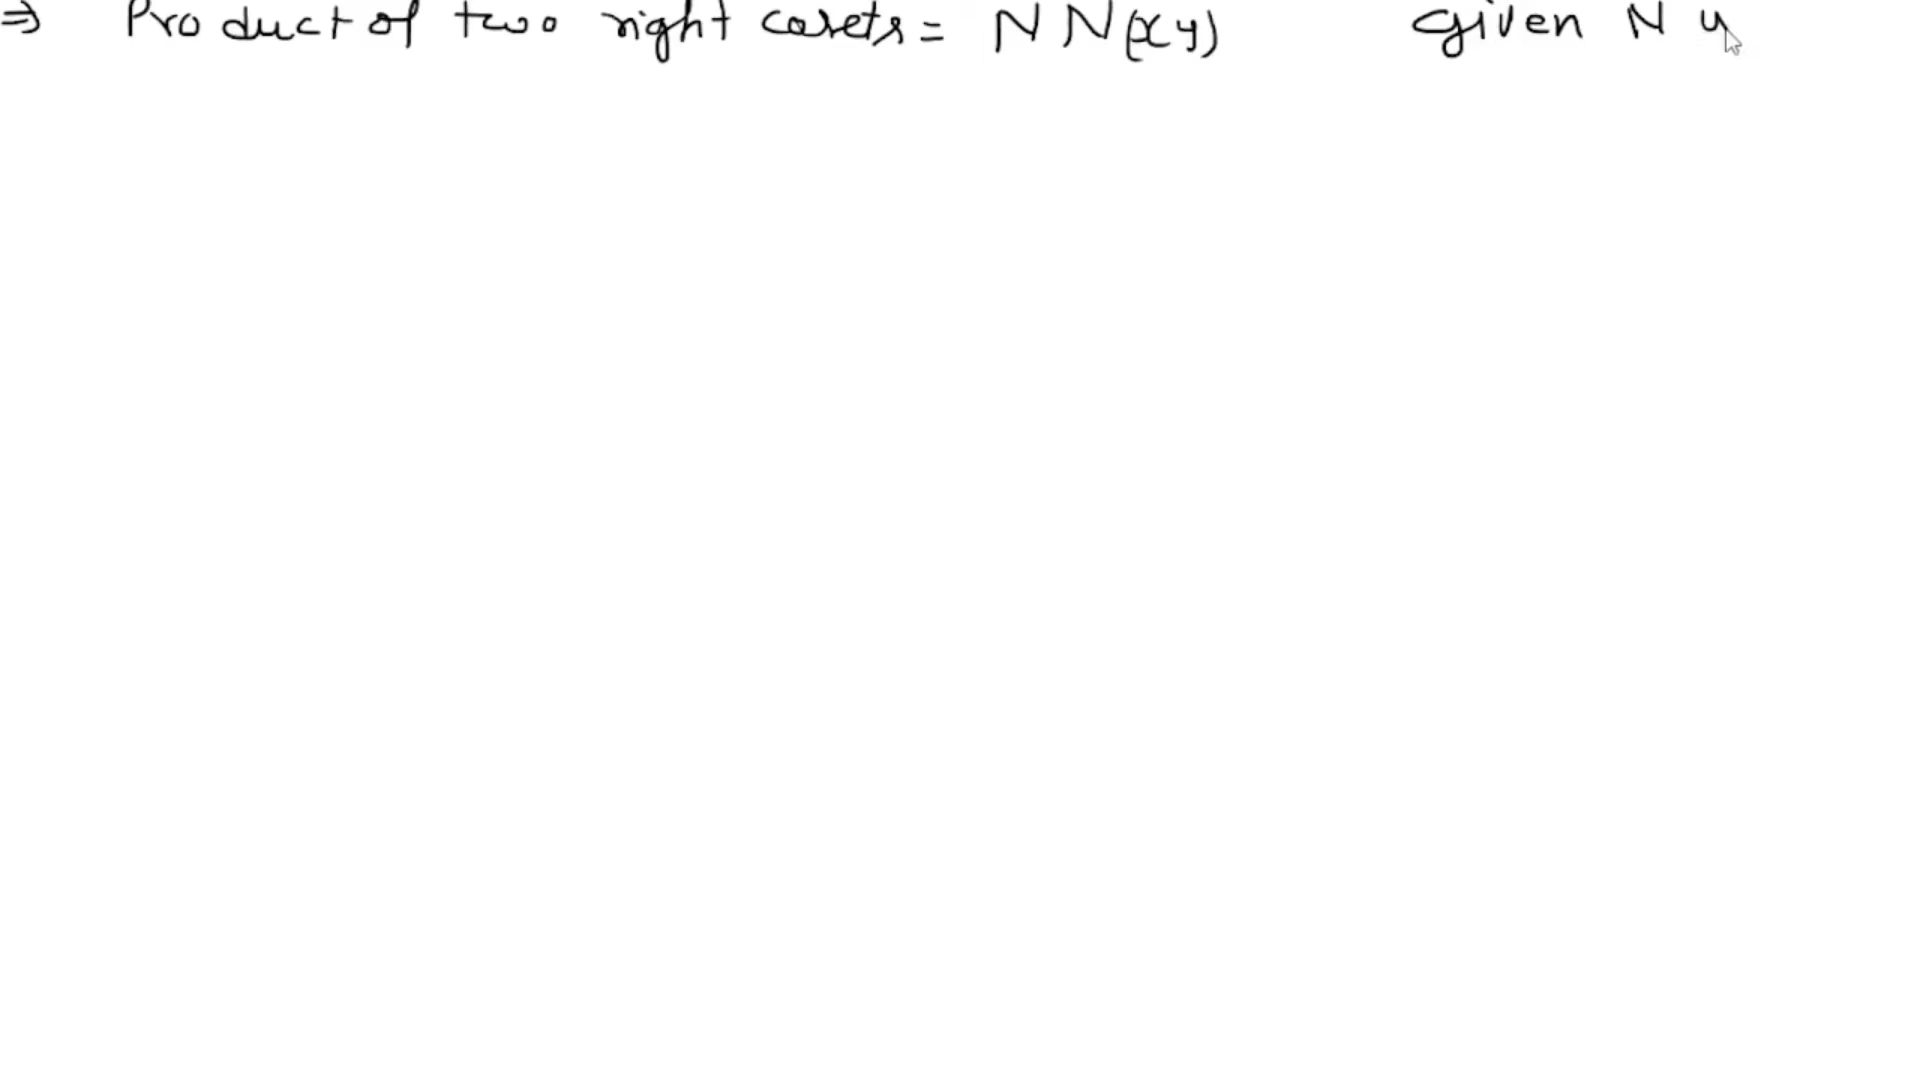 ⇒ Product of two right cosets = N N(xy) given N y